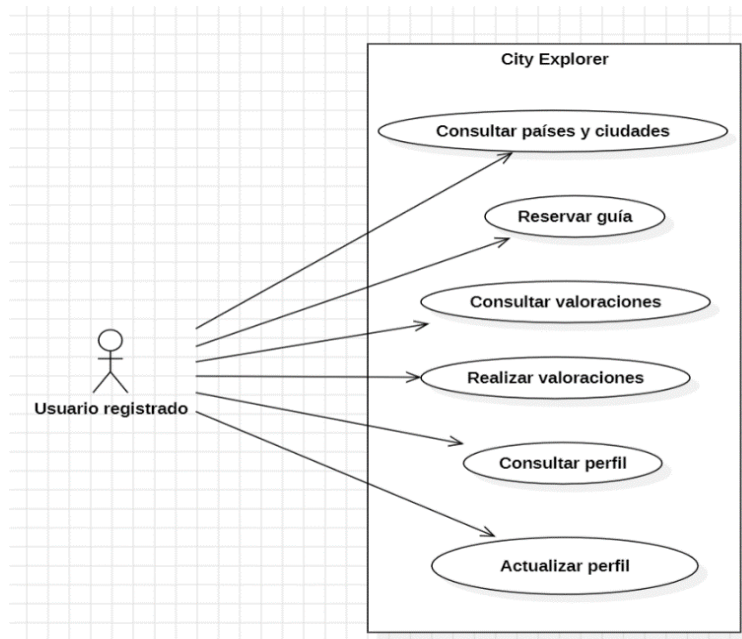 City Explorer
Consultar países y ciudades
Reservar guía
Consultar valoraciones
Realizar valoraciones
Usuario registrado
Consultar perfil
Actualizar perfil